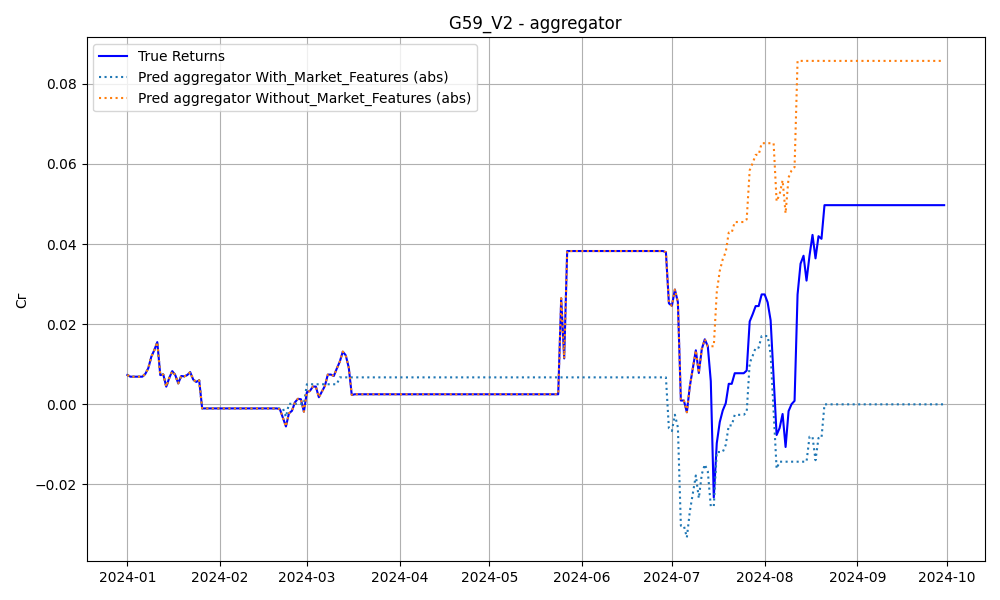 G59_V2 - aggregator
True Returns
Pred aggregator With_Market_Features (abs)
Pred aggregator Without_Market_Features (abs)
Cr
0.08
0.06
0.04
0.02
0.00
−0.02
2024-01 2024-02 2024-03 2024-04 2024-05 2024-06 2024-07 2024-08 2024-09 2024-10